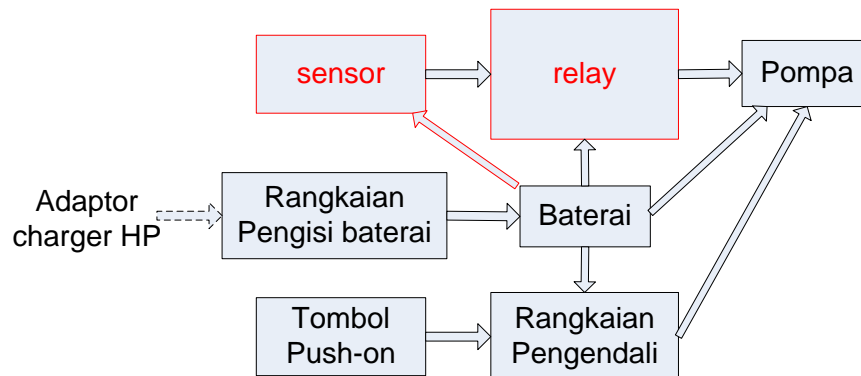 sensor
relay
Pompa
Adaptor
charger HP
Rangkaian
Pengisi baterai
Baterai
Tombol
Push-on
Rangkaian
Pengendali